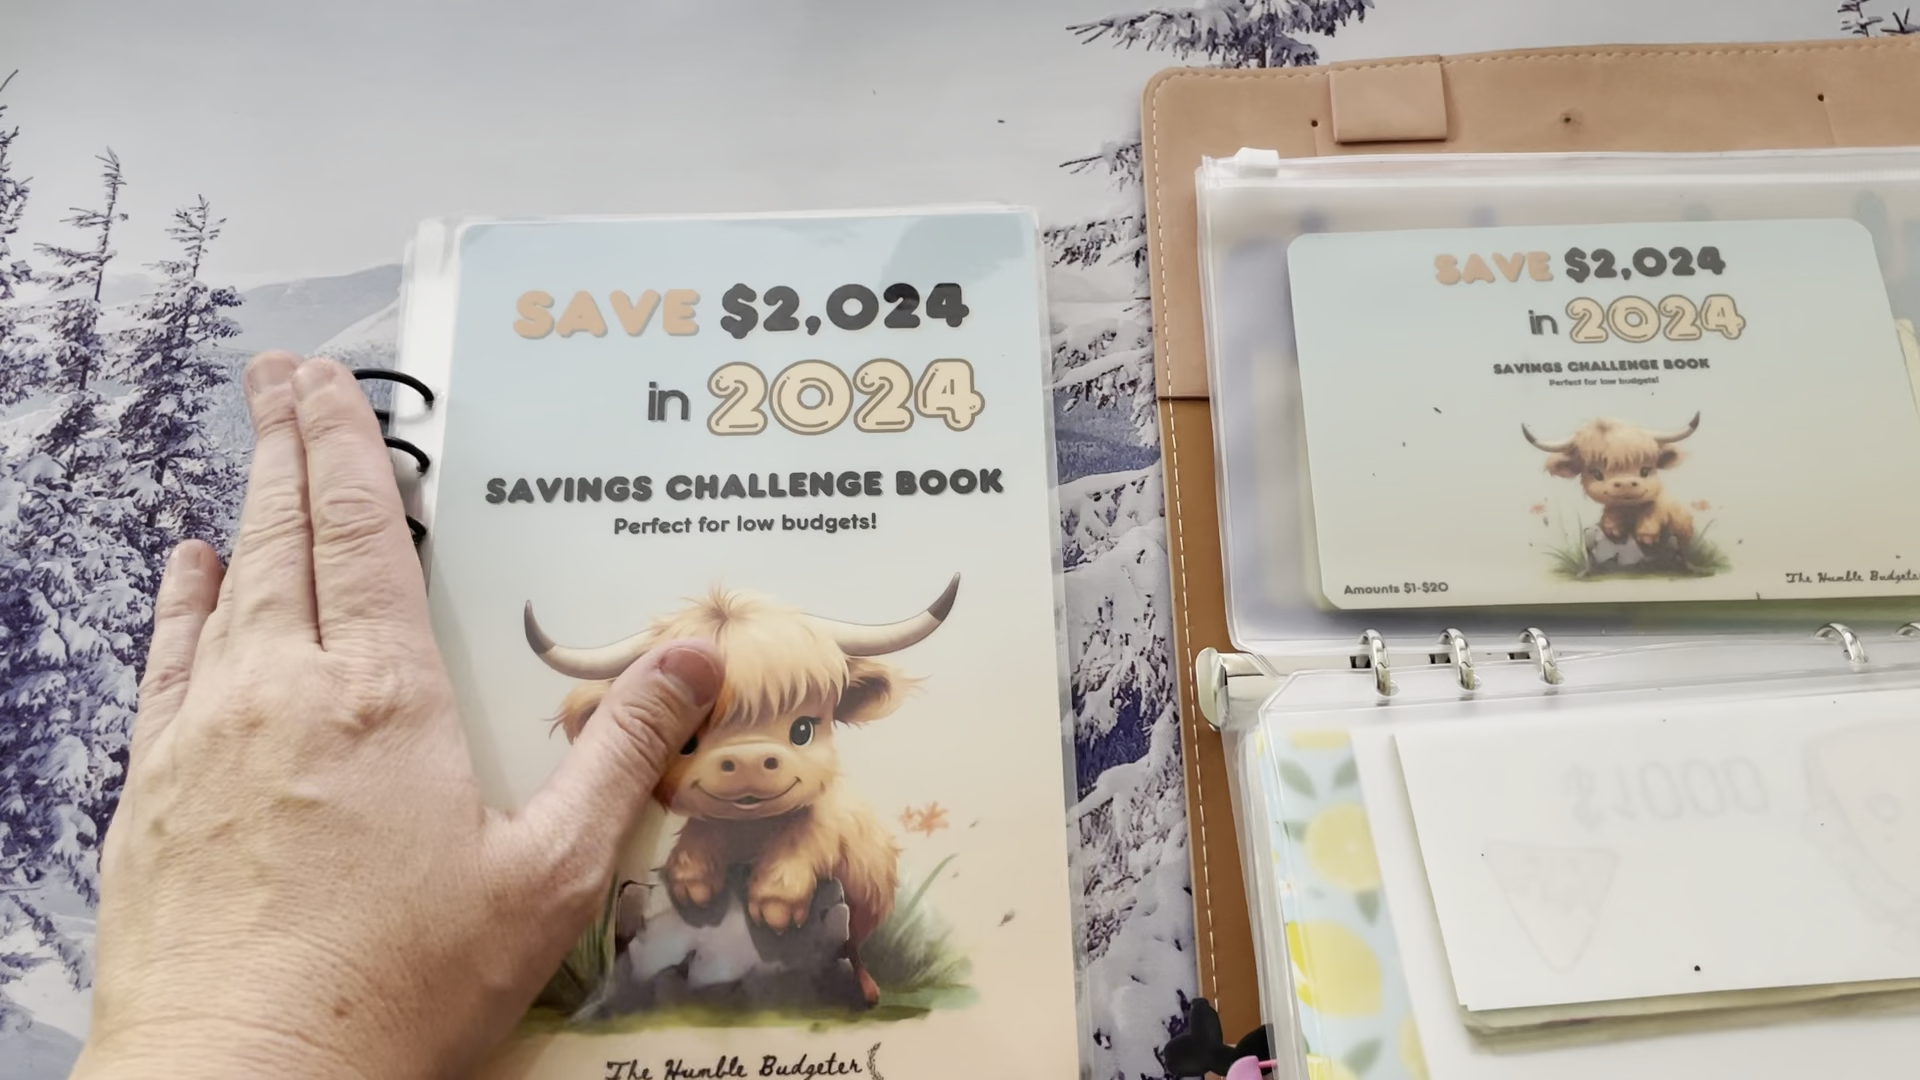 SAVE $2,024
in 2024
SAVINGS CHALLENGE BOOK
Perfect for low budgets!
The Humble Budgeter
SAVE $2,024
in 2024
SAVINGS CHALLENGE BOOK
Perfect for low budgets!
Amounts $1-$20
The Humble Budgeter